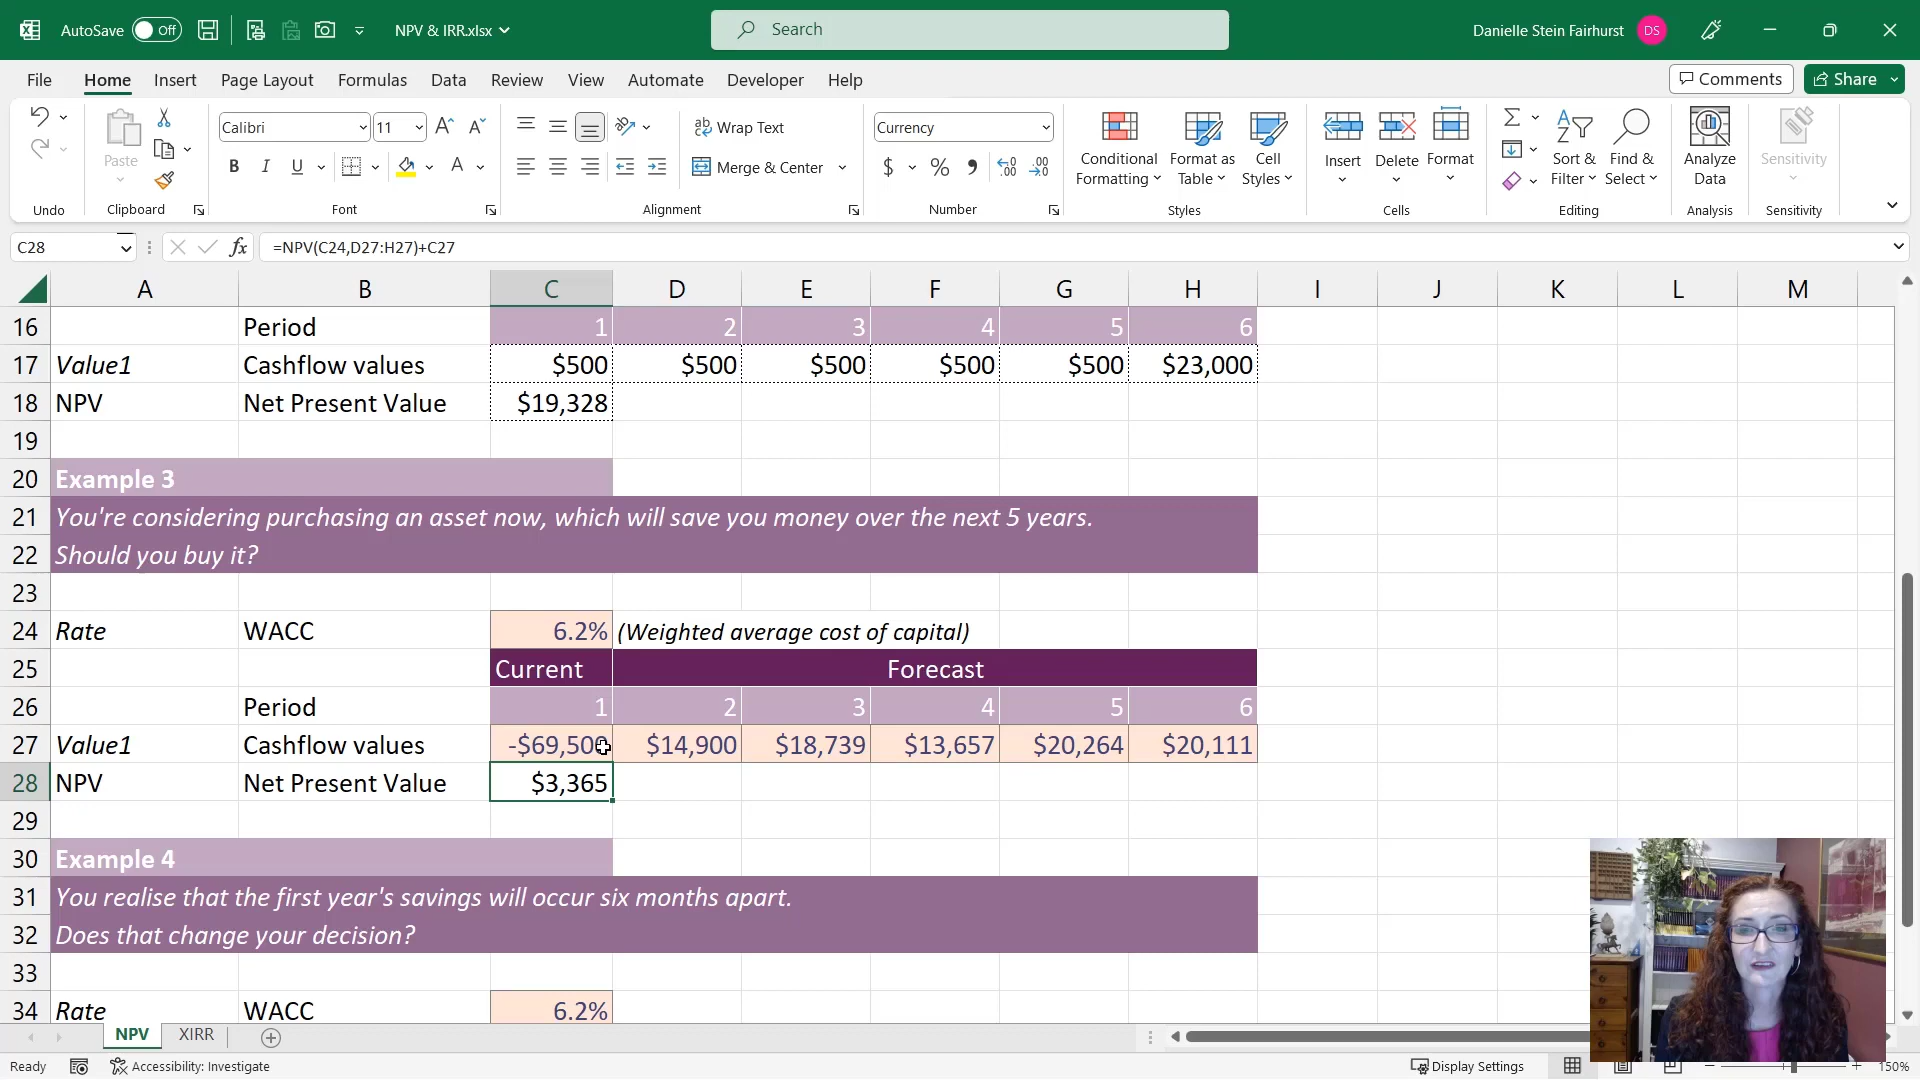 AutoSave Off NPV & IRR.xlsx Search Danielle Stein Fairhurst DS
File Home Insert Page Layout Formulas Data Review View Automate Developer Help Comments Share
Paste Calibri 11 Wrap Text Currency Conditional Formatting Format as Table Cell Styles Insert Delete Format Sort & Filter Find & Select Analyze Data Sensitivity
B I U A Merge & Center $ % ,
Undo Clipboard Font Alignment Number Styles Cells Editing Analysis Sensitivity
C28 fx =NPV(C24,D27:H27)+C27
A B C D E F G H I J K L M
16 Period 1 2 3 4 5 6
17 Value1 Cashflow values $500 $500 $500 $500 $500 $23,000
18 NPV Net Present Value $19,328
19
20 Example 3
21 You're considering purchasing an asset now, which will save you money over the next 5 years.
22 Should you buy it?
23
24 Rate WACC 6.2% (Weighted average cost of capital)
25 Current Forecast
26 Period 1 2 3 4 5 6
27 Value1 Cashflow values -$69,500 $14,900 $18,739 $13,657 $20,264 $20,111
28 NPV Net Present Value $3,365
29
30 Example 4
31 You realise that the first year's savings will occur six months apart.
32 Does that change your decision?
33
34 Rate WACC 6.2%
NPV XIRR
Ready Accessibility: Investigate Display Settings 150%